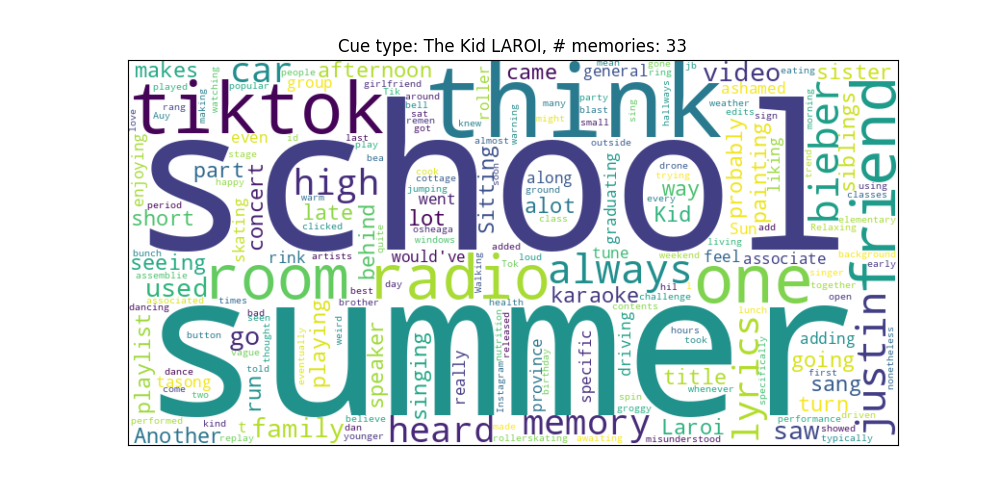 Cue type: The Kid LAROI, # memories: 33
makes
car
people
afternoon
came
mean
general
gone
ring
jb
video
eating
sister
played
watching
popular
group
girlfriend
roller
think
many
party
hallways
ashamed
weather
tiktok
Tik
around
knew
warning
might
blast
small
sing
edits
sign
morning
bieber
siblings
friend
love
Auy
rang
making
bell
sat
remen
got
even
id
last
play
almost
outside
school
enjoying
stage
part
happy
skating
concert
high
warm
bea
cook
cottage
jumping
went
Sitting
soon
along
ground
alot
class
graduating
drone
trying
every
way
Kid
probably
Sun
painting
liking
trend
using
classes
Relaxing
elementary
period
short
late
clicked
behind
quite
lot
osheaga
windows
tune
add
living
bunch
assemblie
seeing
rink
artists
would've
added
Tok
loud
Walking
weekend
feel
associate
background
early
used
room
radio
always
one
singer
together
associated
times
best
day
brother
karaoke
challenge
hil
i
open
dancing
playlist
button
bad
go
seen
thought
vague
eventually
playing
weird
speaker
singing
health
nutrition
released
Instagram
contents
summer
driving
hours
took
lunch
lyrics
specifically
adding
going
first
justin
nonetheless
dance
tasong
come
two
run
told
really
province
birthday
specific
title
whenever
sang
turn
performed
kind
Another
replay
t
family
believe
dan
younger
heard
made
rollerskating
memory
awaiting
spin
groggy
Laroi
misunderstood
performance
saw
driven
showed
typically